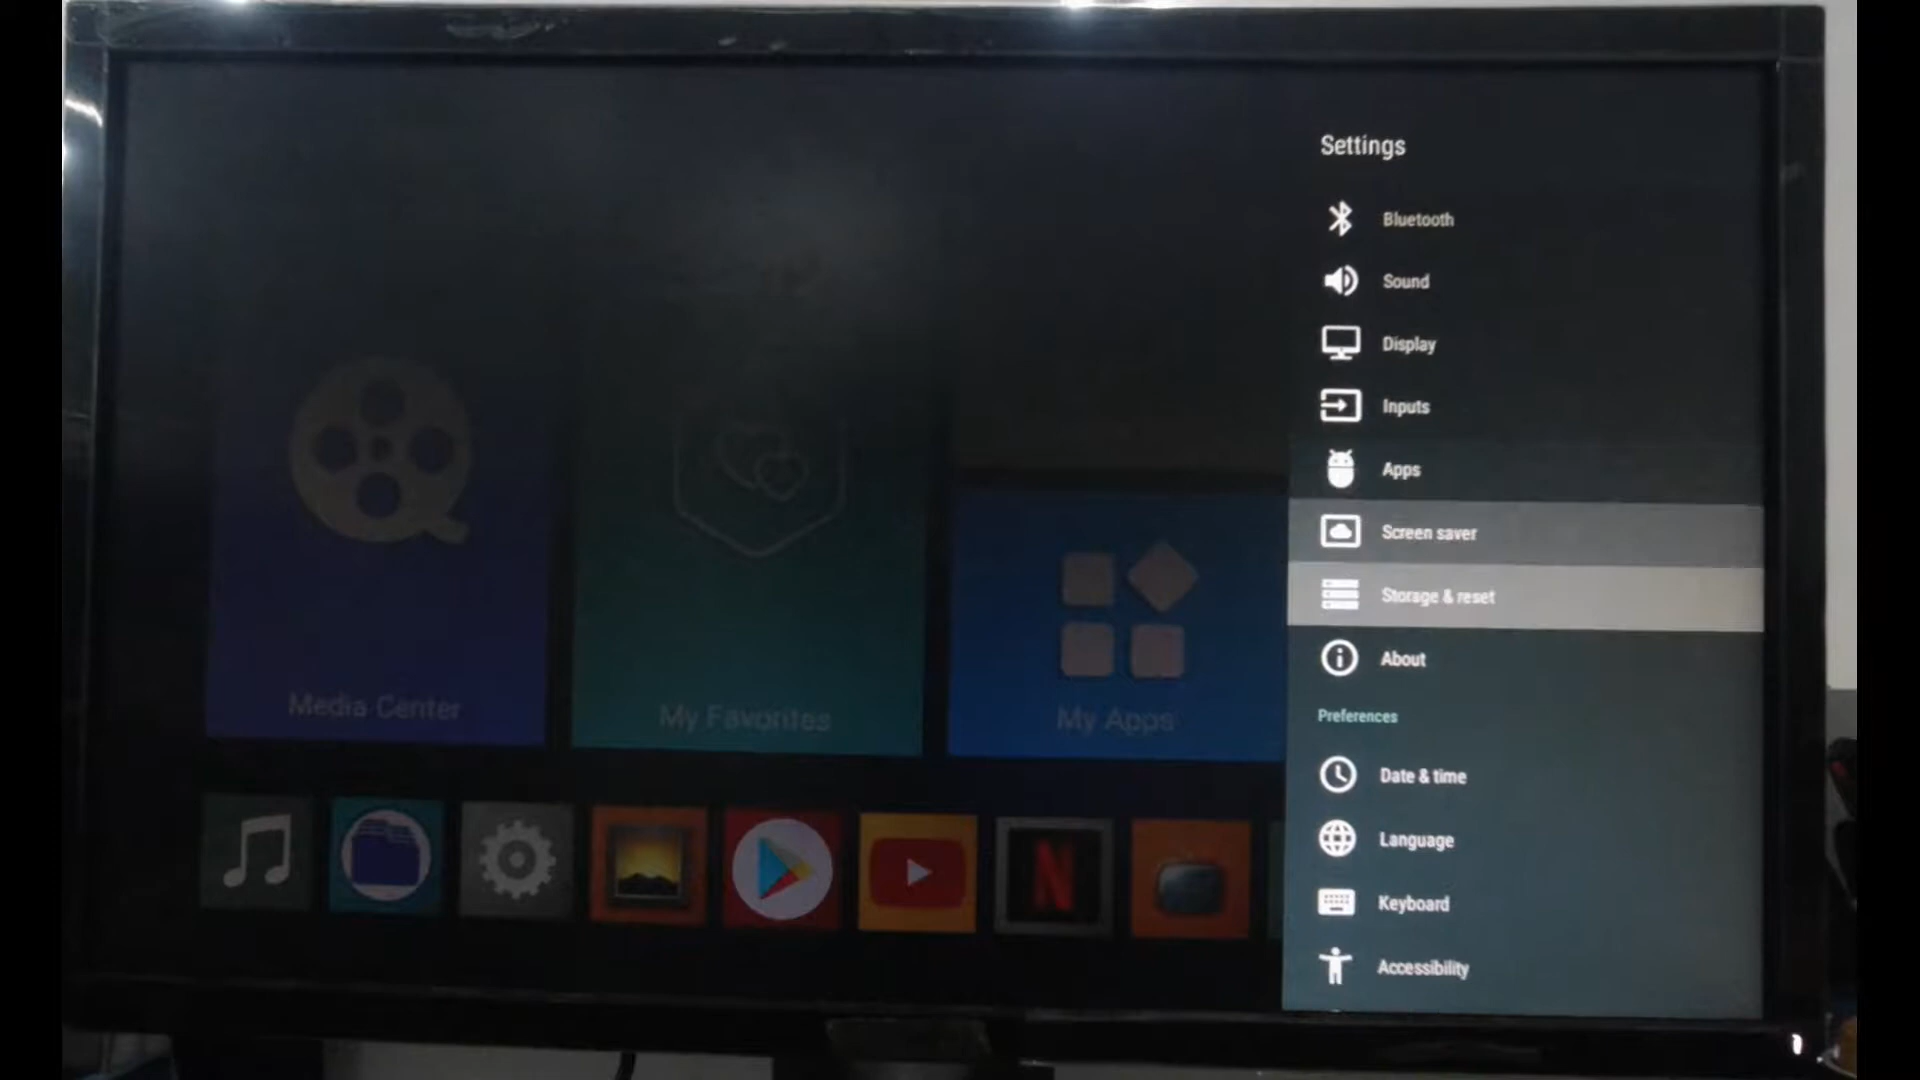 Settings
Bluetooth
Sound
Display
Inputs
Apps
Screen saver
Storage & reset
About
Preferences
Date & time
Language
Keyboard
Accessibility
Media Center
My Favorites
My Apps
N